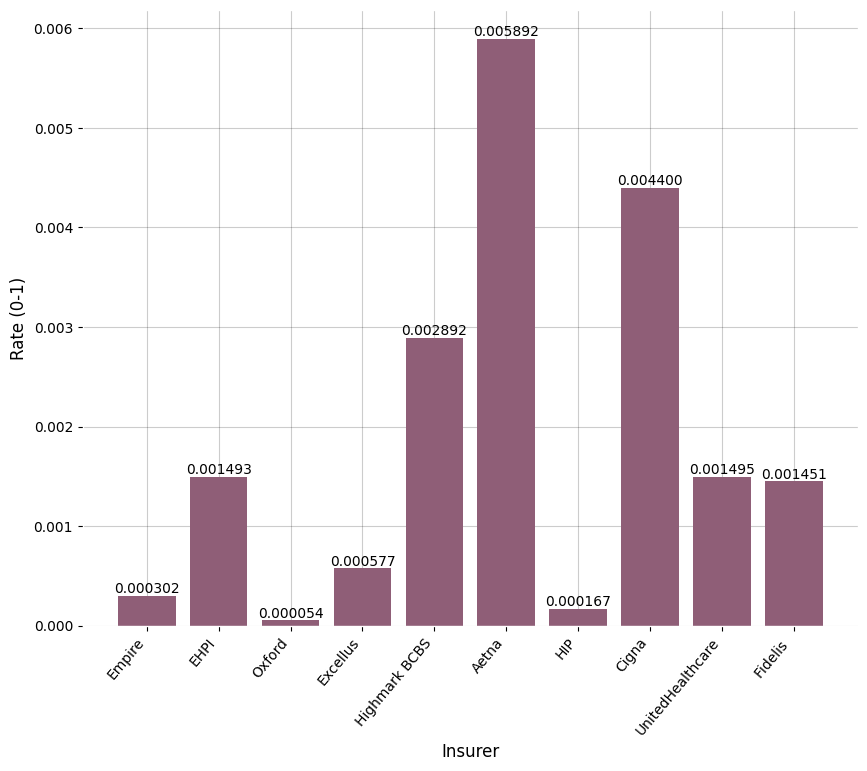 0.006
0.005
0.004
0.003
0.002
0.001
0.000
Rate (0-1)
0.000302
0.001493
0.000054
0.000577
0.002892
0.005892
0.000167
0.004400
0.001495
0.001451
Empire
EHPI
Oxford
Excellus
Highmark BCBS
Aetna
HIP
Cigna
UnitedHealthcare
Fidelis
Insurer